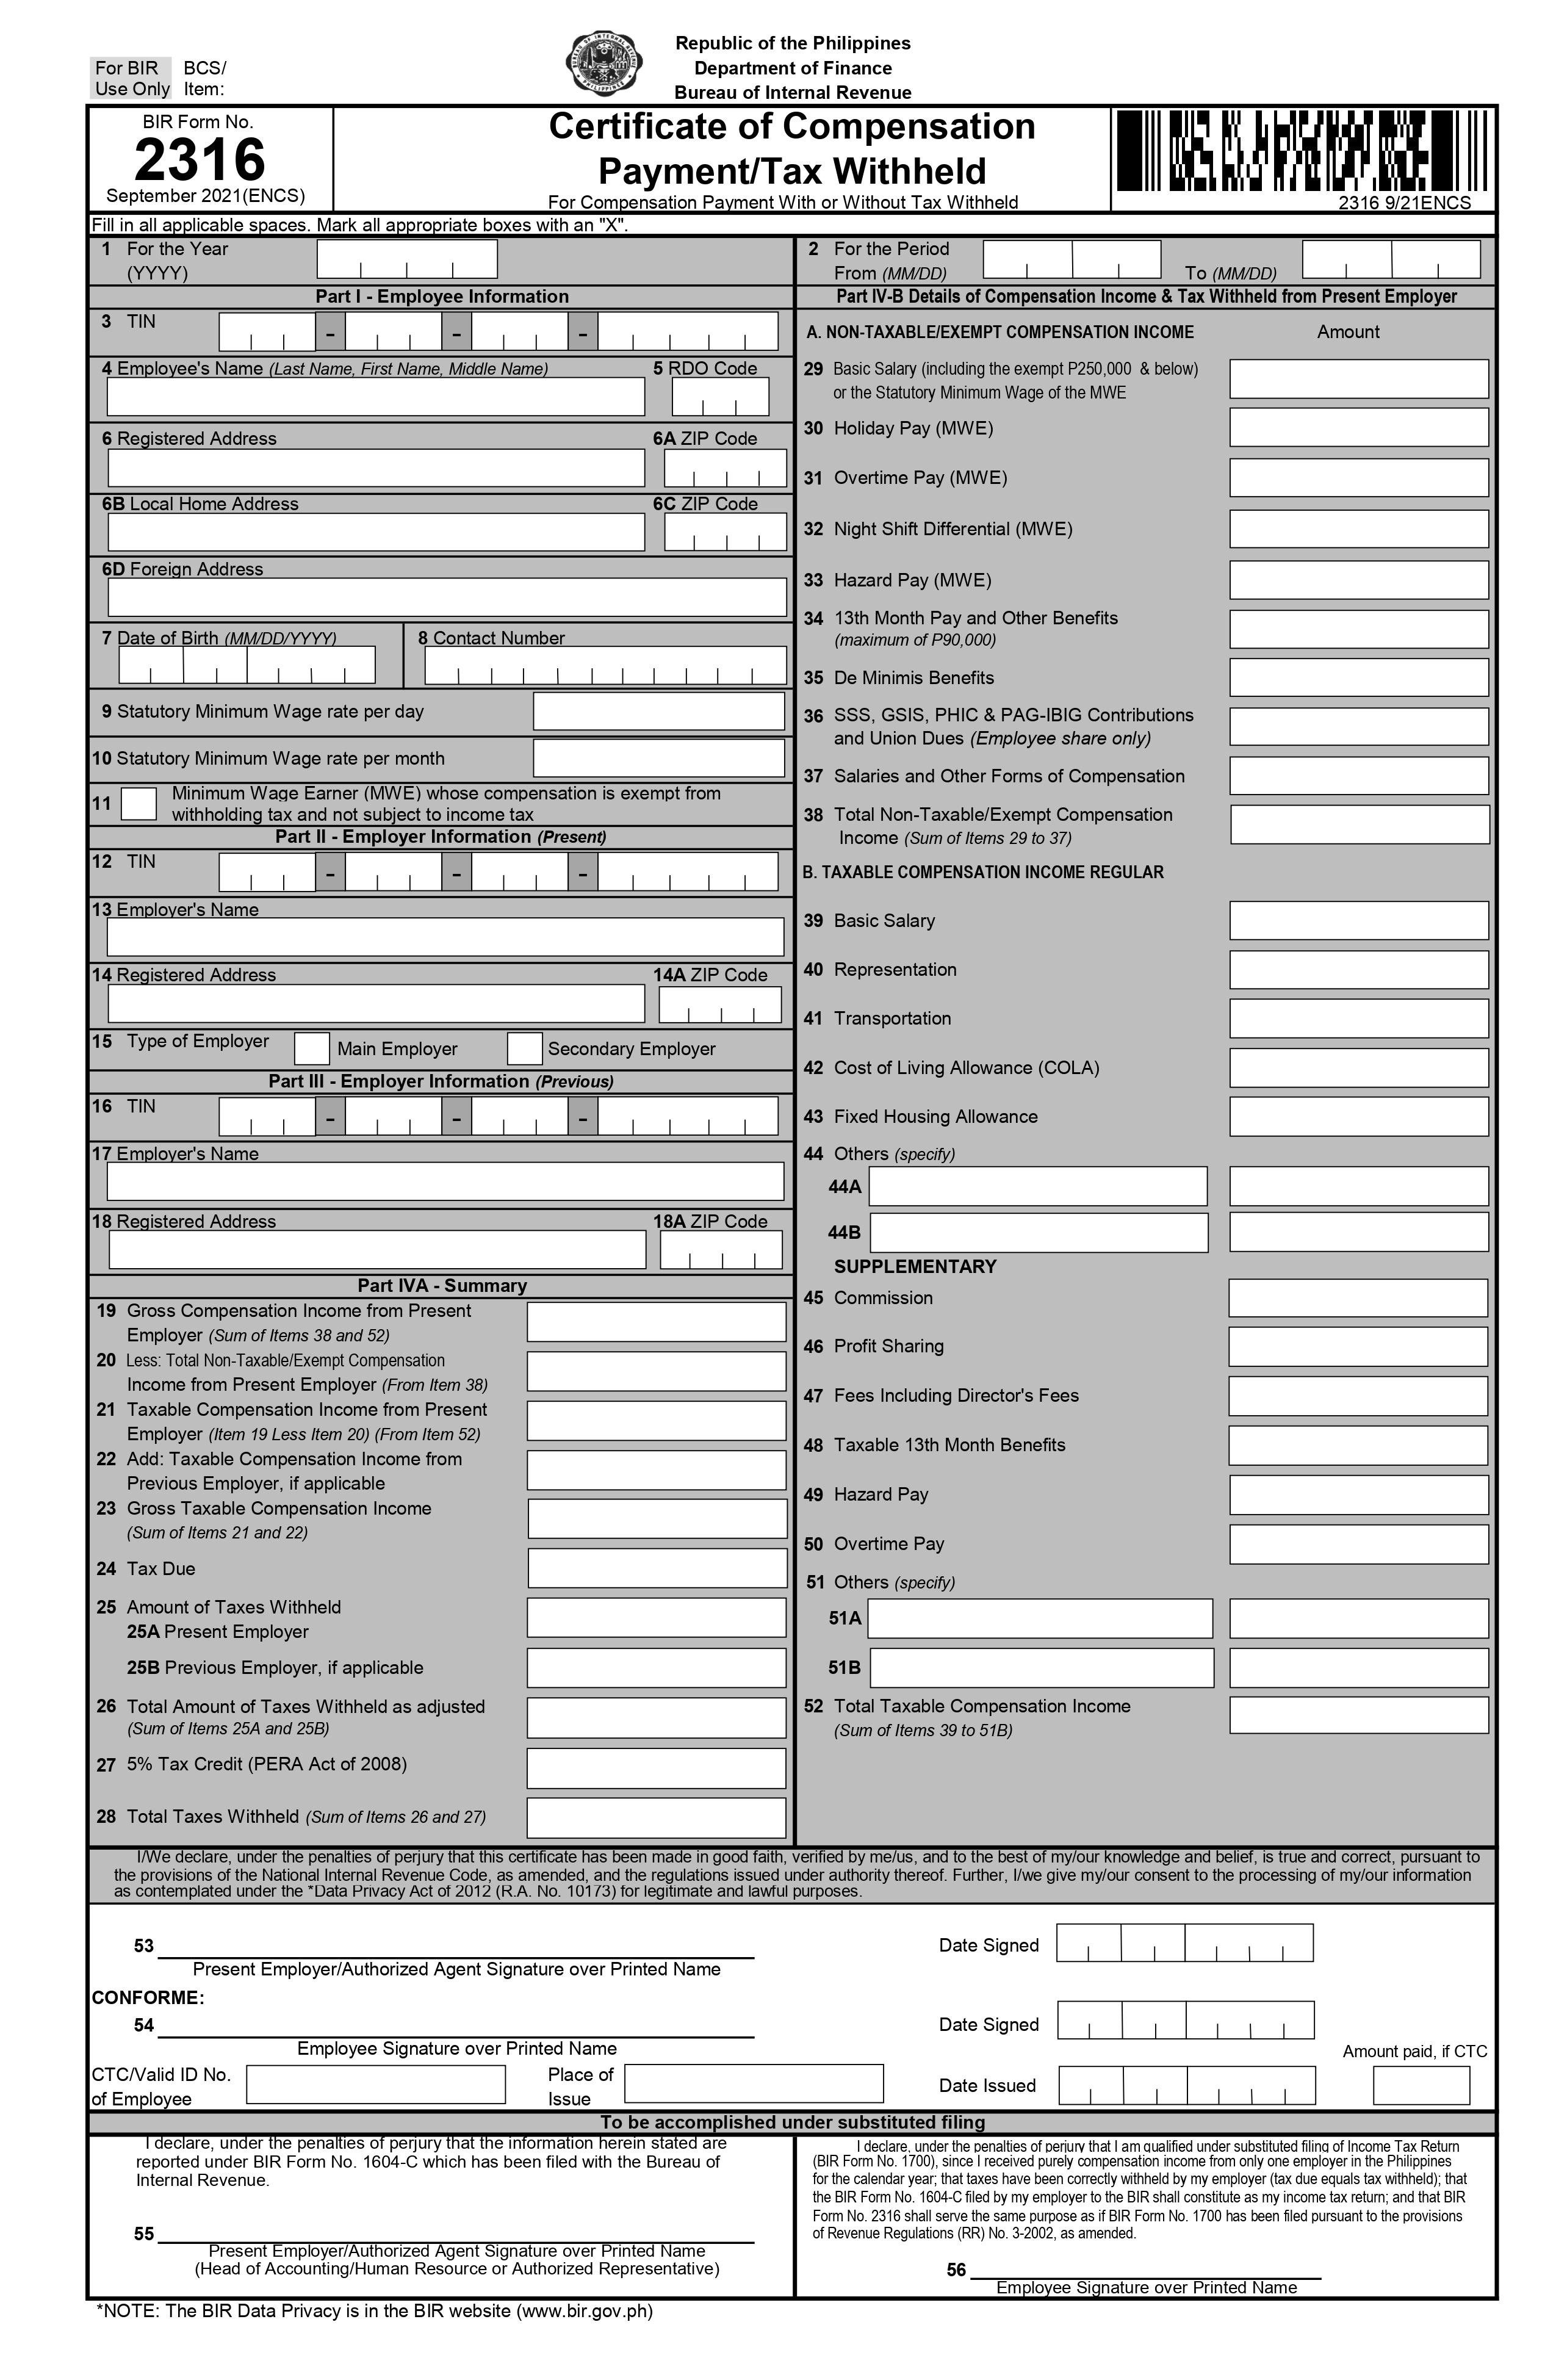 For BIR BCS/
Use Only Item:
Republic of the Philippines
Department of Finance
Bureau of Internal Revenue
BIR Form No.
2316
September 2021(ENCS)
Certificate of Compensation
Payment/Tax Withheld
For Compensation Payment With or Without Tax Withheld
2316 9/21ENCS
Fill in all applicable spaces. Mark all appropriate boxes with an "X".
1 For the Year
(YYYY)
2 For the Period
From (MM/DD) To (MM/DD)
Part I - Employee Information
3 TIN - - -
4 Employee's Name (Last Name, First Name, Middle Name) 5 RDO Code
6 Registered Address 6A ZIP Code
6B Local Home Address 6C ZIP Code
6D Foreign Address
7 Date of Birth (MM/DD/YYYY) 8 Contact Number
9 Statutory Minimum Wage rate per day
10 Statutory Minimum Wage rate per month
11 Minimum Wage Earner (MWE) whose compensation is exempt from
withholding tax and not subject to income tax
Part II - Employer Information (Present)
12 TIN - - -
13 Employer's Name
14 Registered Address 14A ZIP Code
15 Type of Employer Main Employer Secondary Employer
Part III - Employer Information (Previous)
16 TIN - - -
17 Employer's Name
18 Registered Address 18A ZIP Code
Part IVA - Summary
19 Gross Compensation Income from Present
Employer (Sum of Items 38 and 52)
20 Less: Total Non-Taxable/Exempt Compensation
Income from Present Employer (From Item 38)
21 Taxable Compensation Income from Present
Employer (Item 19 Less Item 20) (From Item 52)
22 Add: Taxable Compensation Income from
Previous Employer, if applicable
23 Gross Taxable Compensation Income
(Sum of Items 21 and 22)
24 Tax Due
25 Amount of Taxes Withheld
25A Present Employer
25B Previous Employer, if applicable
26 Total Amount of Taxes Withheld as adjusted
(Sum of Items 25A and 25B)
27 5% Tax Credit (PERA Act of 2008)
28 Total Taxes Withheld (Sum of Items 26 and 27)
Part IV-B Details of Compensation Income & Tax Withheld from Present Employer
A. NON-TAXABLE/EXEMPT COMPENSATION INCOME Amount
29 Basic Salary (including the exempt P250,000 & below)
or the Statutory Minimum Wage of the MWE
30 Holiday Pay (MWE)
31 Overtime Pay (MWE)
32 Night Shift Differential (MWE)
33 Hazard Pay (MWE)
34 13th Month Pay and Other Benefits
(maximum of P90,000)
35 De Minimis Benefits
36 SSS, GSIS, PHIC & PAG-IBIG Contributions
and Union Dues (Employee share only)
37 Salaries and Other Forms of Compensation
38 Total Non-Taxable/Exempt Compensation
Income (Sum of Items 29 to 37)
B. TAXABLE COMPENSATION INCOME REGULAR
39 Basic Salary
40 Representation
41 Transportation
42 Cost of Living Allowance (COLA)
43 Fixed Housing Allowance
44 Others (specify)
44A
44B
SUPPLEMENTARY
45 Commission
46 Profit Sharing
47 Fees Including Director's Fees
48 Taxable 13th Month Benefits
49 Hazard Pay
50 Overtime Pay
51 Others (specify)
51A
51B
52 Total Taxable Compensation Income
(Sum of Items 39 to 51B)
I/We declare, under the penalties of perjury that this certificate has been made in good faith, verified by me/us, and to the best of my/our knowledge and belief, is true and correct, pursuant to
the provisions of the National Internal Revenue Code, as amended, and the regulations issued under authority thereof. Further, I/we give my/our consent to the processing of my/our information
as contemplated under the *Data Privacy Act of 2012 (R.A. No. 10173) for legitimate and lawful purposes.
53 Date Signed
Present Employer/Authorized Agent Signature over Printed Name
CONFORME:
54 Date Signed
Employee Signature over Printed Name
Amount paid, if CTC
CTC/Valid ID No. Place of
of Employee Issue
Date Issued
To be accomplished under substituted filing
I declare, under the penalties of perjury that the information herein stated are
reported under BIR Form No. 1604-C which has been filed with the Bureau of
Internal Revenue.
55
Present Employer/Authorized Agent Signature over Printed Name
(Head of Accounting/Human Resource or Authorized Representative)
I declare, under the penalties of perjury that I am qualified under substituted filing of Income Tax Return
(BIR Form No. 1700), since I received purely compensation income from only one employer in the Philippines
for the calendar year; that taxes have been correctly withheld by my employer (tax due equals tax withheld); that
the BIR Form No. 1604-C filed by my employer to the BIR shall constitute as my income tax return; and that BIR
Form No. 2316 shall serve the same purpose as if BIR Form No. 1700 has been filed pursuant to the provisions
of Revenue Regulations (RR) No. 3-2002, as amended.
56
Employee Signature over Printed Name
*NOTE: The BIR Data Privacy is in the BIR website (www.bir.gov.ph)